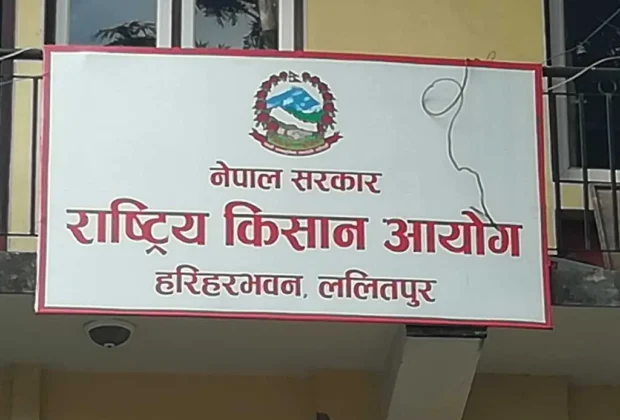 नेपाल सरकार
राष्ट्रिय किसान आयोग
हरिहरभवन, ललितपुर